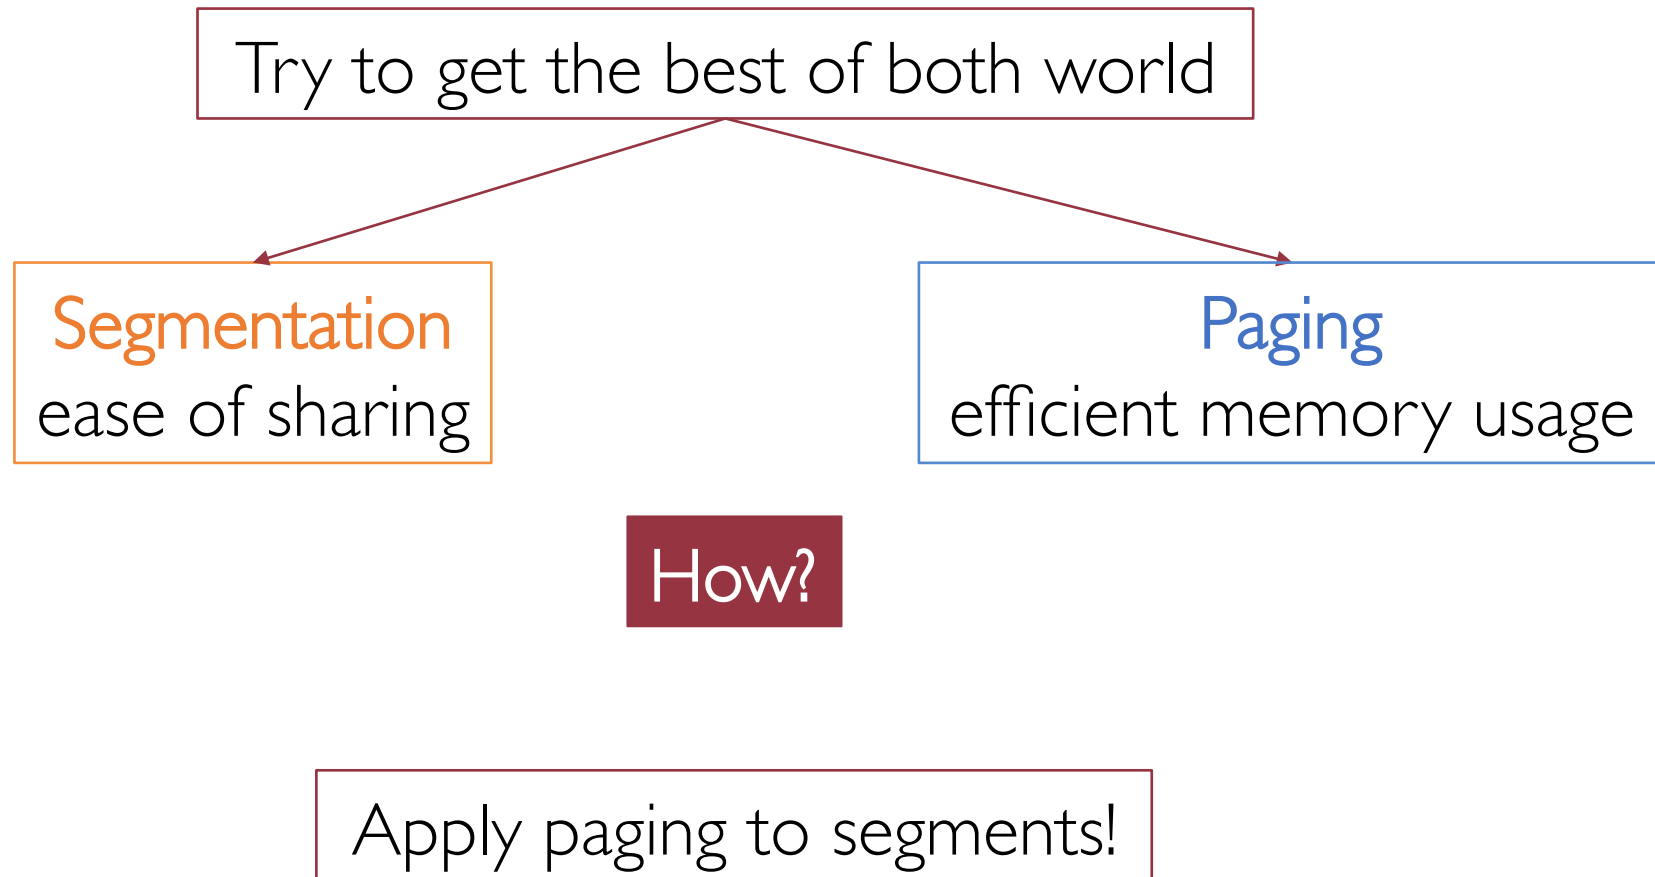 Try to get the best of both world
Segmentation
ease of sharing
Paging
efficient memory usage
How?
Apply paging to segments!